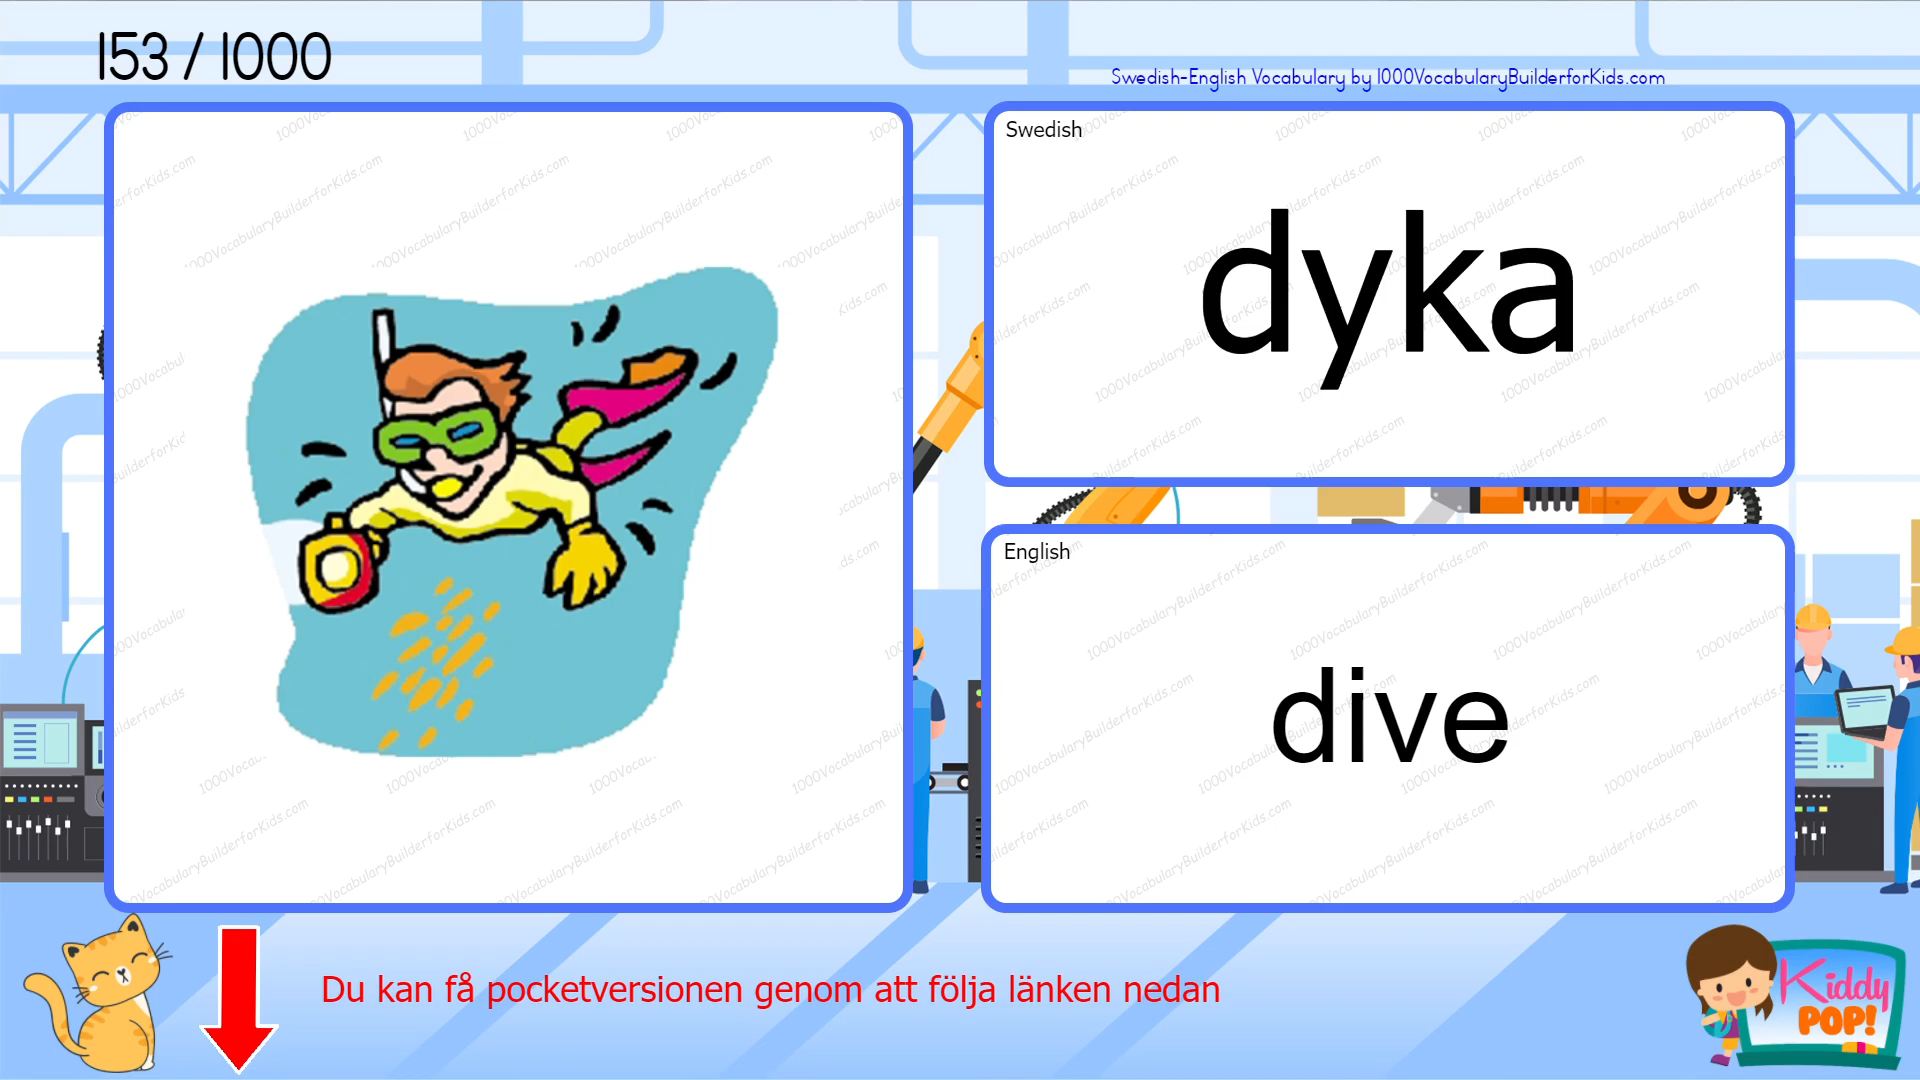 153 / 1000
Swedish-English Vocabulary by 1000VocabularyBuilderforKids.com
Swedish
dyka
English
dive
Du kan få pocketversionen genom att följa länken nedan
Kiddy
POP!